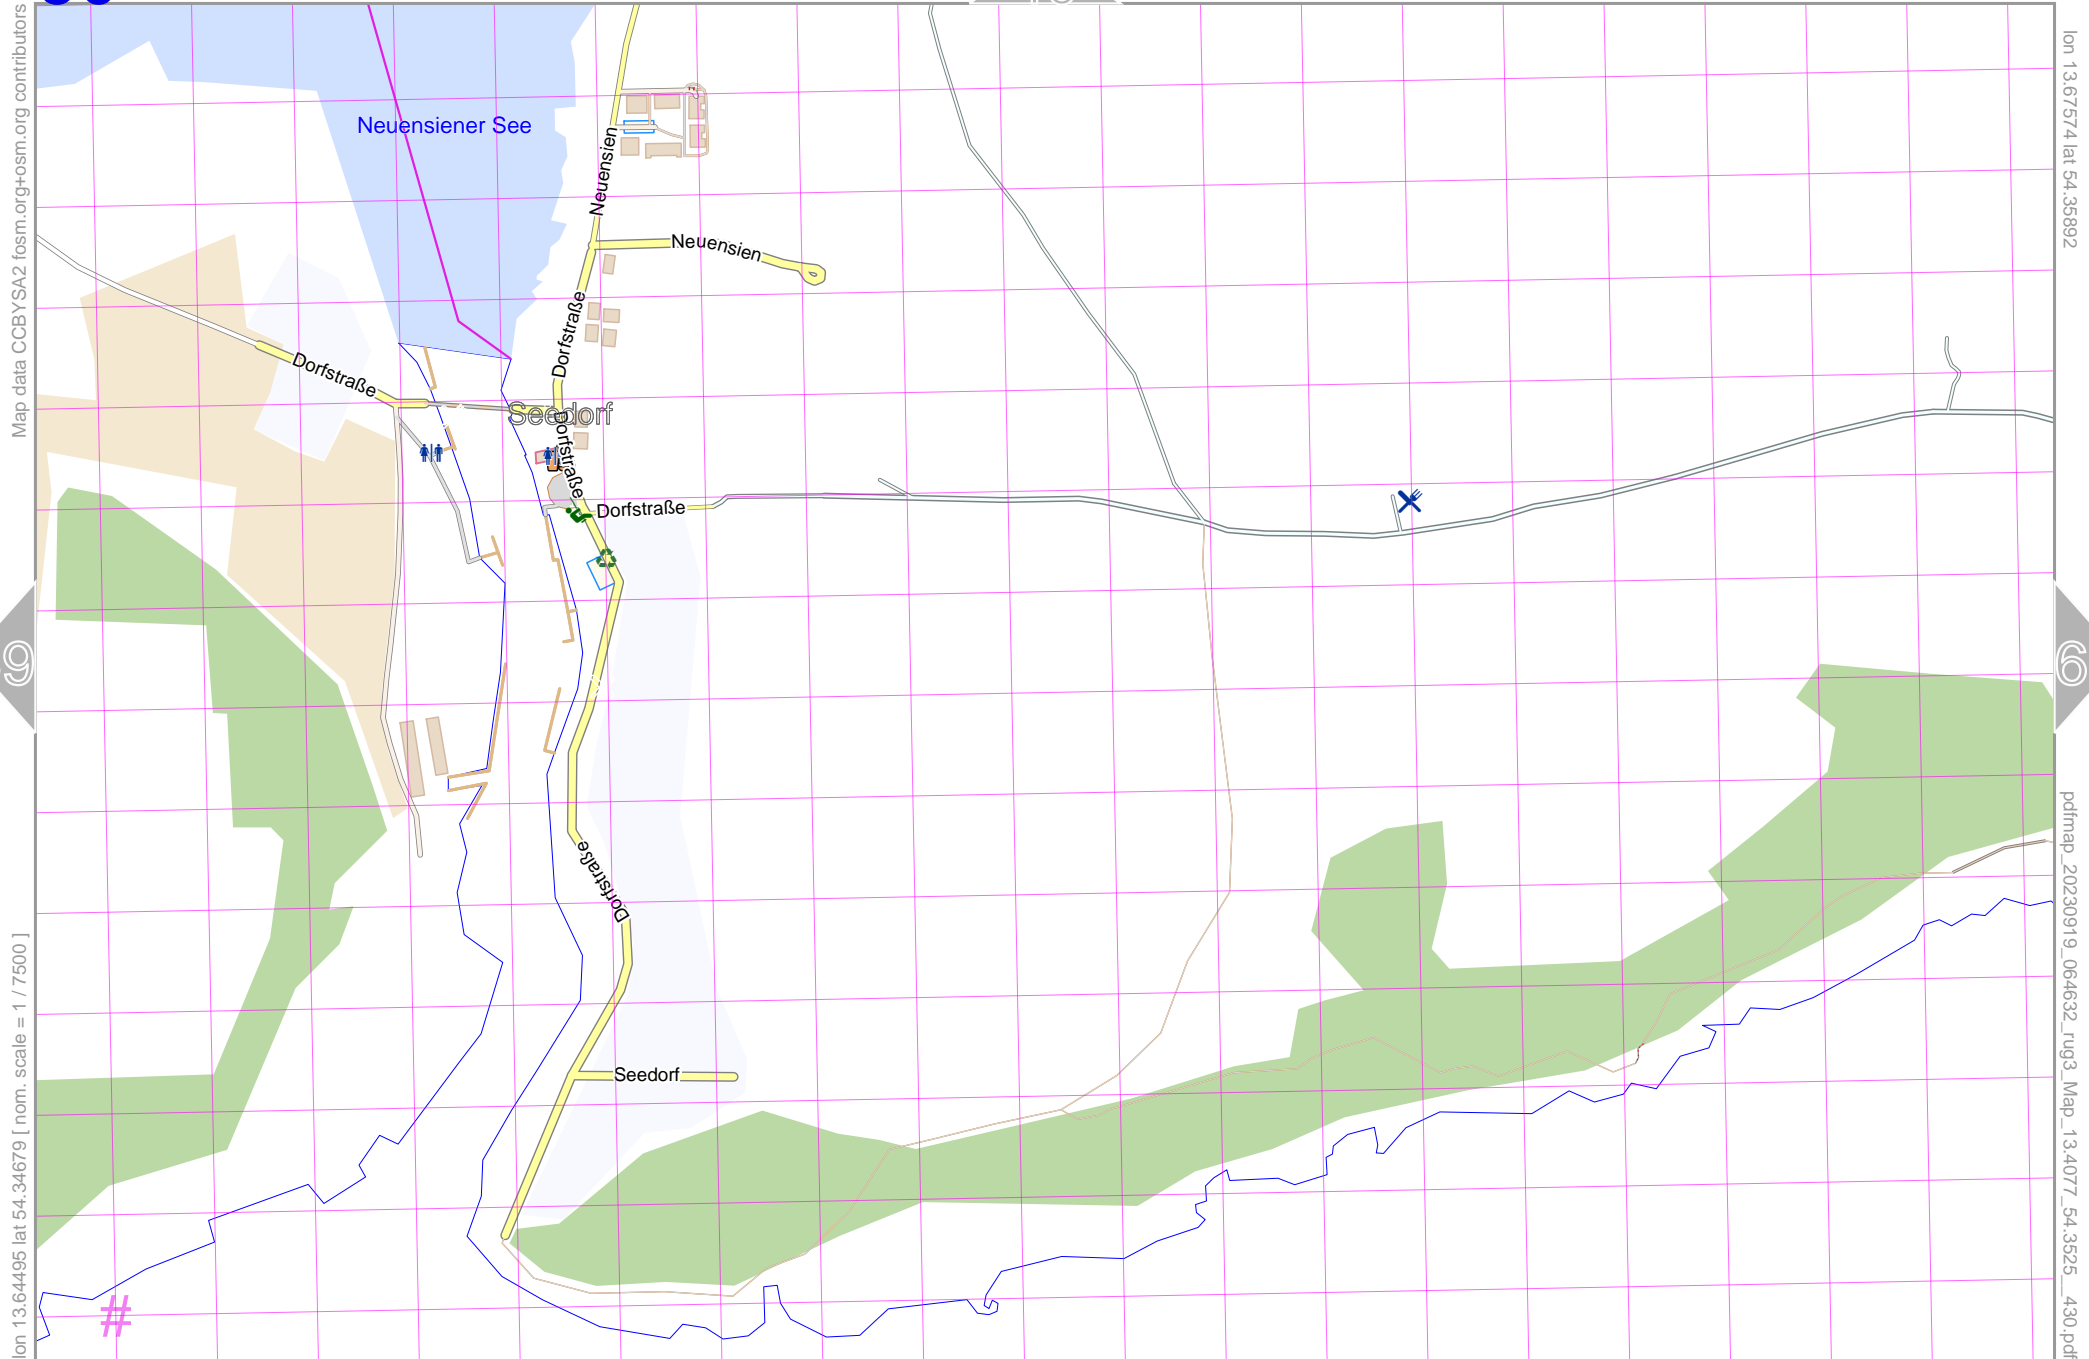 Map data CCBYSA2 fosm.org+osm.org contributors
lon 13.64495 lat 54.34679 [ nom. scale = 1 / 7500 ]
lon 13.67574 lat 54.35892
pdfmap_20230919_064632_rug3_Map_13.4077_54.3525__430.pdf
Neuensiener See
Neuensien
Neuensien
Dorfstraße
Dorfstraße
Seedorf
Dorfstraße
Dorfstraße
Dorfstraße
Seedorf
9
6
#